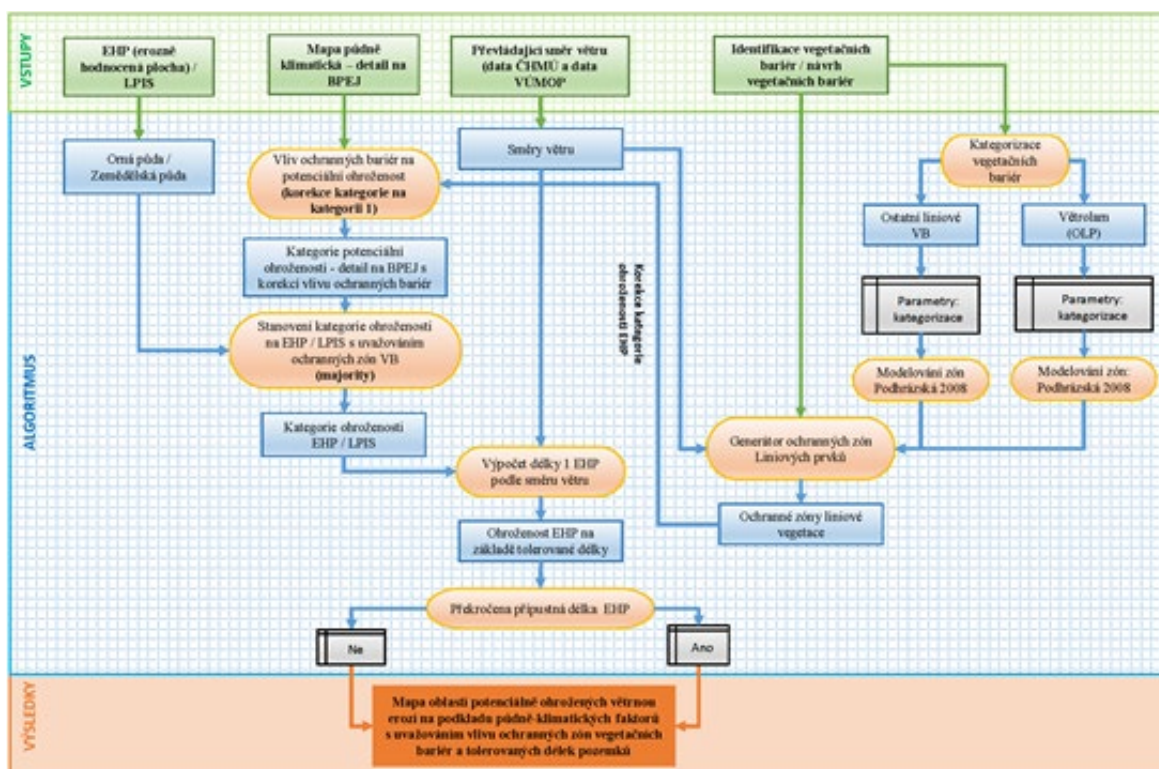 VSTUPY
EHP (erozně
hodnocená plocha) /
LPIS
Mapa půdně
klimatická – detail na
BPEJ
Převládající směr větru
(data ČHMÚ a data
VÚMOP
Identifikace vegetačních
bariér / návrh
vegetačních bariér
ALGORITMUS
Orná půda /
Zemědělská půda
Vliv ochranných bariér na
potenciální ohroženost
(korekce kategorie na
kategorii 1)
Směry větru
Kategorizace
vegetačních
bariér
Ostatní liniové
VB
Větrolam
(OLP)
Kategorie potenciální
ohroženosti - detail na BPEJ s
korekcí vlivu ochranných bariér
Korekce kategorie
ohroženosti EHP
Parametry:
kategorizace
Parametry:
kategorizace
Stanovení kategorie ohroženosti
na EHP / LPIS s uvažováním
ochranných zón VB
(majority)
Modelování zón
Podhrázská 2008
Modelování zón:
Podhrázská 2008
Kategorie ohroženosti
EHP / LPIS
Generátor ochranných zón
Liniových prvků
Výpočet délky 1 EHP
podle směru větru
Ochranné zóny liniové
vegetace
Ohroženost EHP na
základě tolerované délky
Překročena přípustná délka EHP
Ne
Ano
VÝSLEDKY
Mapa oblastí potenciálně ohrožených větrnou
erozí na podkladu půdně-klimatických faktorů
s uvažováním vlivu ochranných zón vegetačních
bariér a tolerovaných délek pozemků